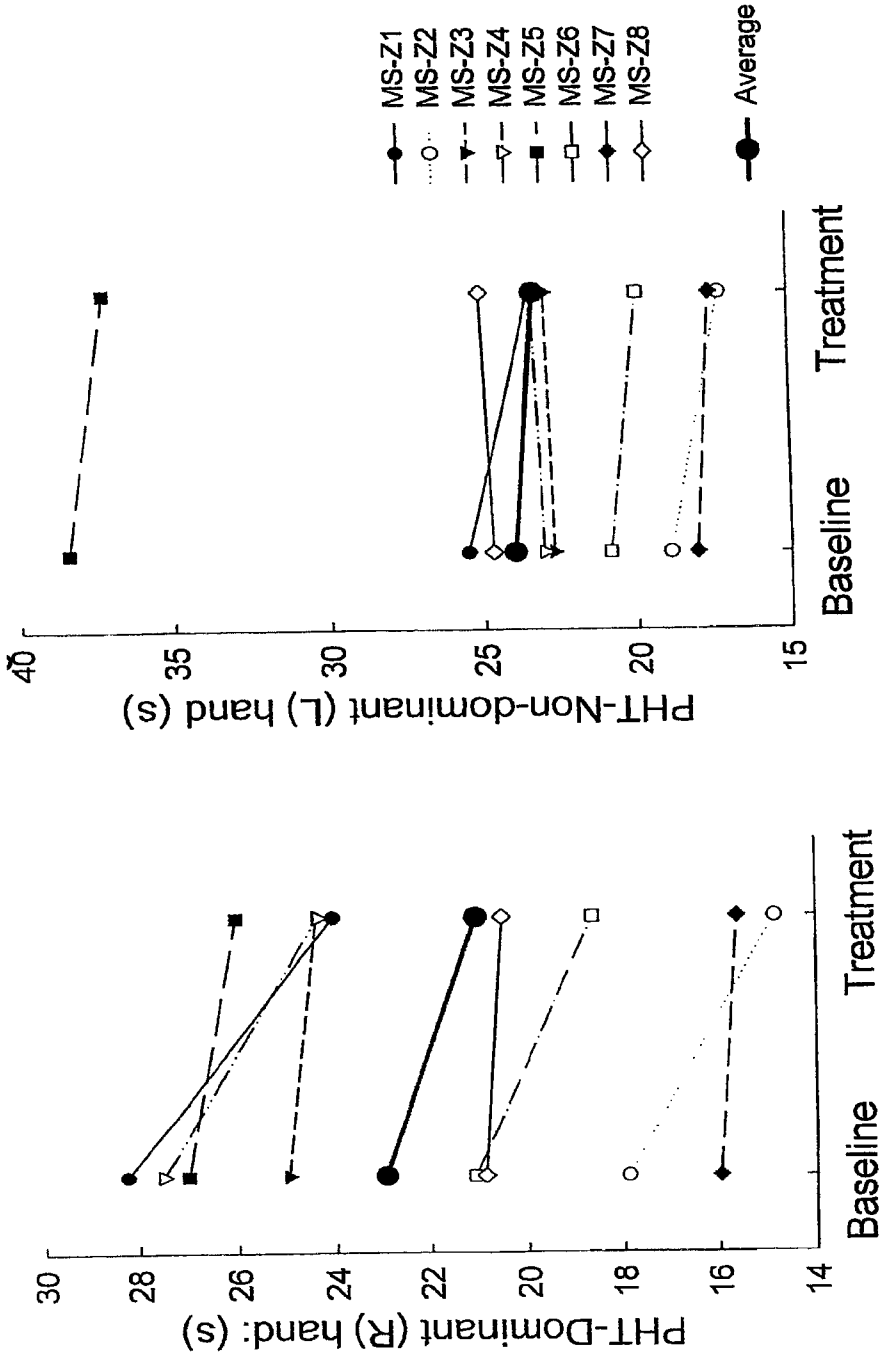 PHT-Dominant (R) hand: (s)
30
28
26
24
22
20
18
16
14
Baseline
Treatment
PHT-Non-dominant (L) hand (s)
40
35
30
25
20
15
Baseline
Treatment
MS-Z1
MS-Z2
MS-Z3
MS-Z4
MS-Z5
MS-Z6
MS-Z7
MS-Z8
Average